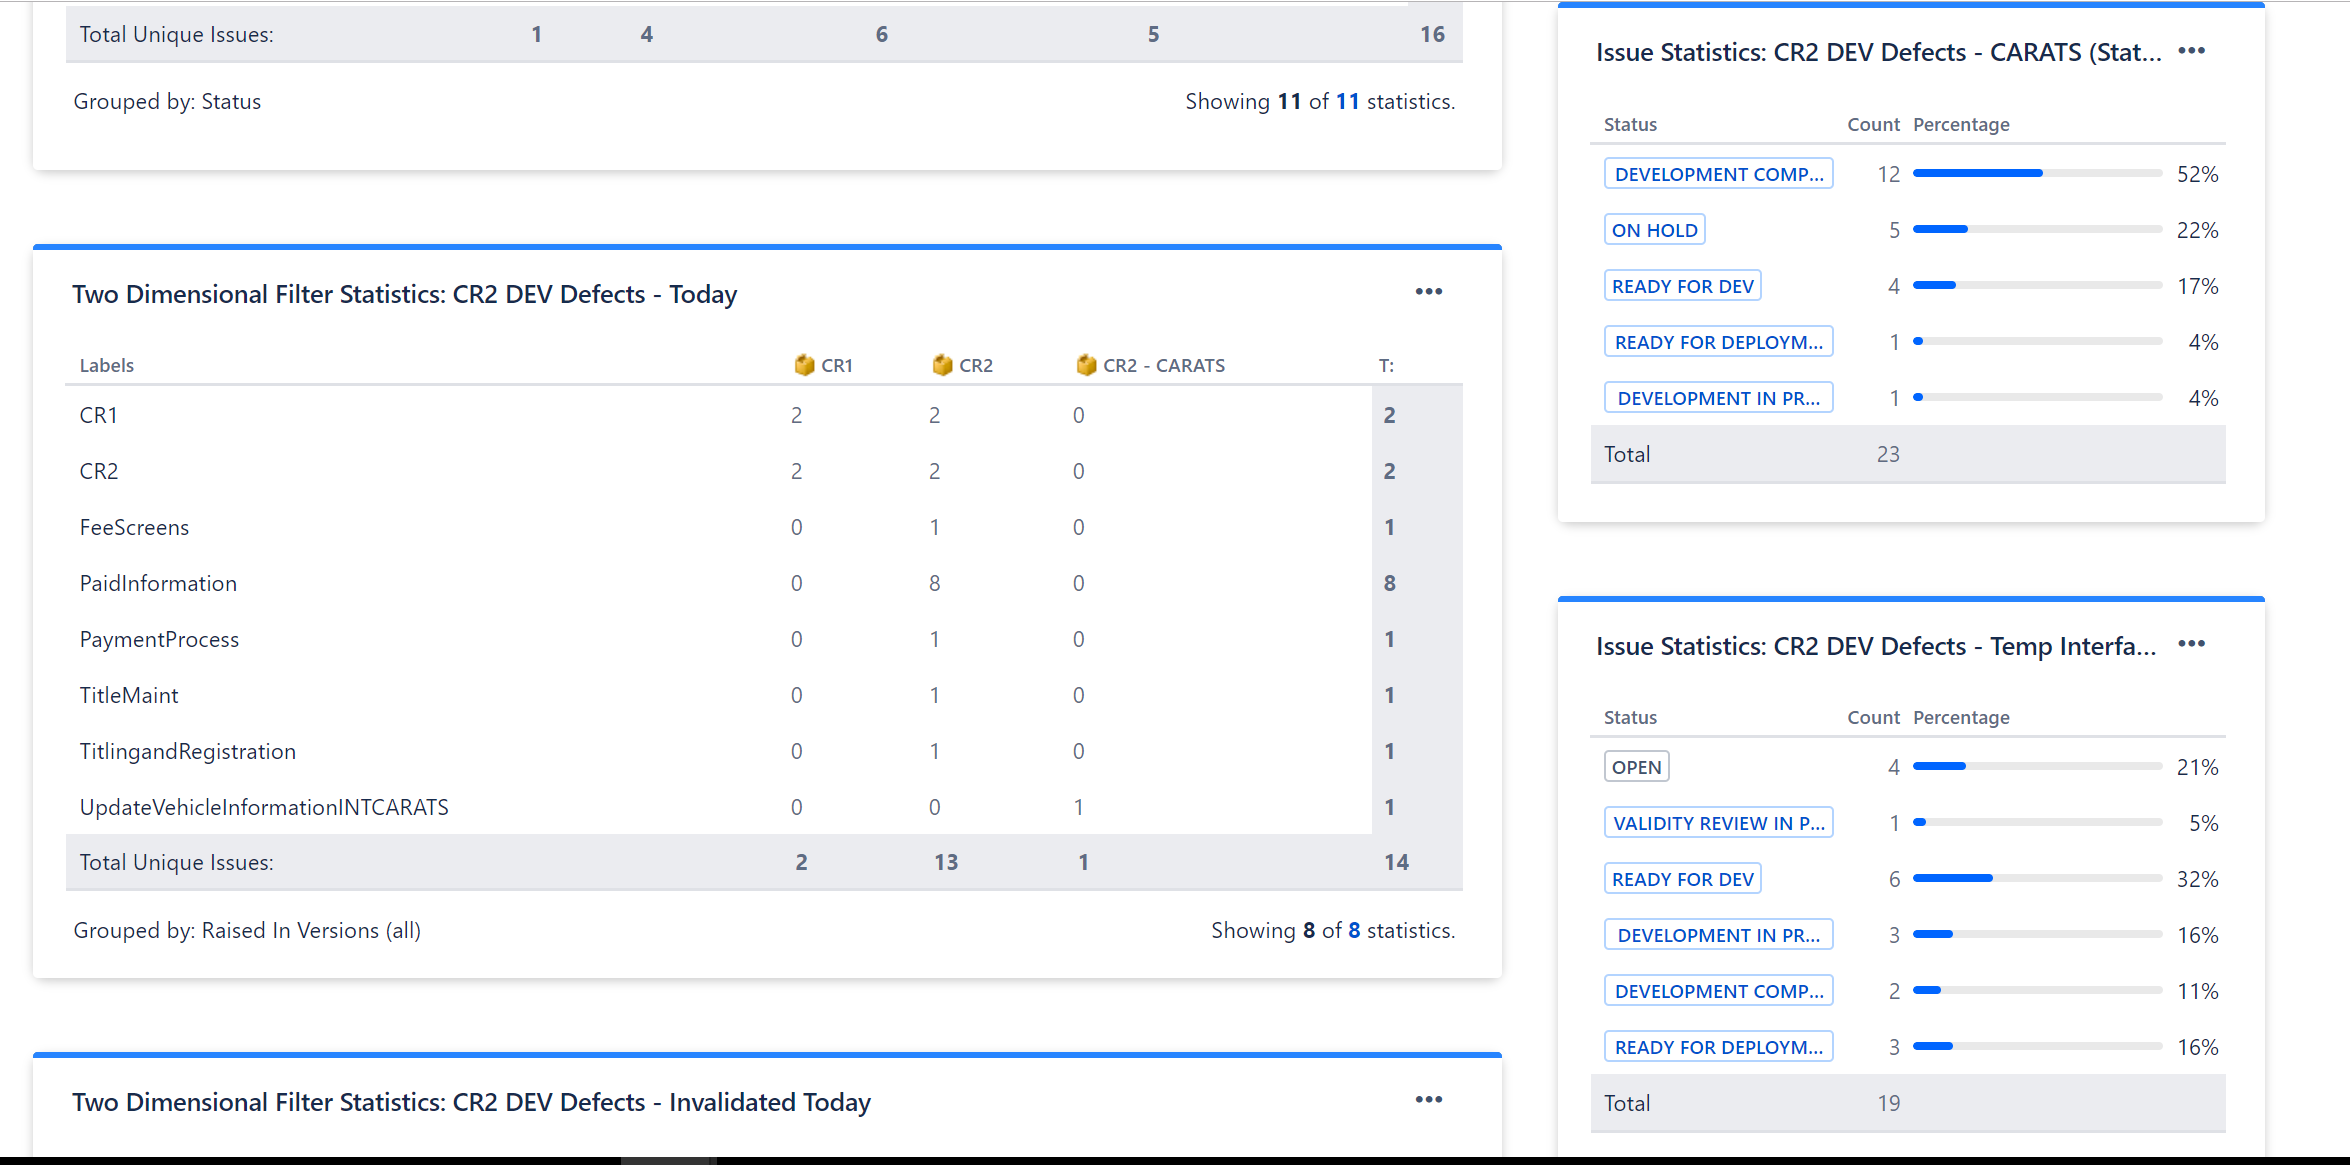 Total Unique Issues: 1 4 6 5 16
Grouped by: Status Showing 11 of 11 statistics.
Two Dimensional Filter Statistics: CR2 DEV Defects - Today
Labels CR1 CR2 CR2 - CARATS T:
CR1 2 2 0 2
CR2 2 2 0 2
FeeScreens 0 1 0 1
PaidInformation 0 8 0 8
PaymentProcess 0 1 0 1
TitleMaint 0 1 0 1
TitlingandRegistration 0 1 0 1
UpdateVehicleInformationINTCARATS 0 0 1 1
Total Unique Issues: 2 13 1 14
Grouped by: Raised In Versions (all) Showing 8 of 8 statistics.
Two Dimensional Filter Statistics: CR2 DEV Defects - Invalidated Today
Issue Statistics: CR2 DEV Defects - CARATS (Stat...
Status Count Percentage
DEVELOPMENT COMP... 12 52%
ON HOLD 5 22%
READY FOR DEV 4 17%
READY FOR DEPLOYM... 1 4%
DEVELOPMENT IN PR... 1 4%
Total 23
Issue Statistics: CR2 DEV Defects - Temp Interfa...
Status Count Percentage
OPEN 4 21%
VALIDITY REVIEW IN P... 1 5%
READY FOR DEV 6 32%
DEVELOPMENT IN PR... 3 16%
DEVELOPMENT COMP... 2 11%
READY FOR DEPLOYM... 3 16%
Total 19